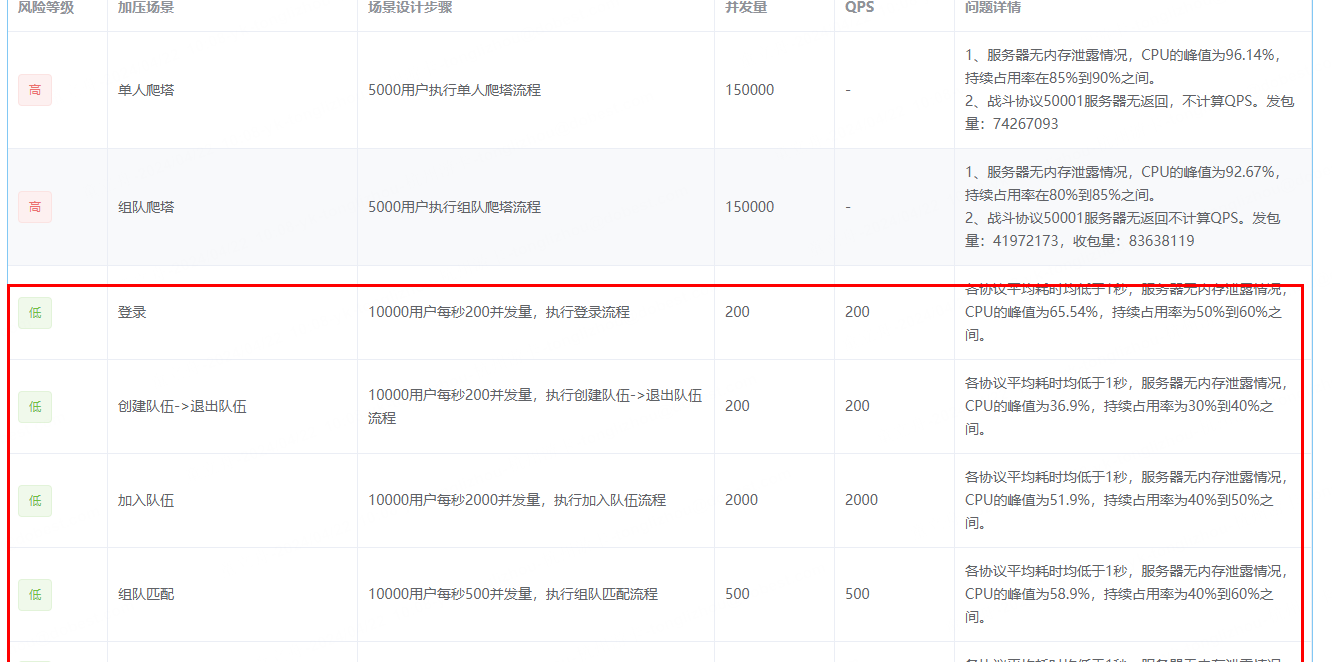 风险等级 加压场景 场景设计步骤 并发量 QPS 问题详情
高 单人爬塔 5000用户执行单人爬塔流程 150000 -
1、服务器无内存泄露情况，CPU的峰值为96.14%，
持续占用率在85%到90%之间。
2、战斗协议50001服务器无返回，不计算QPS。发包
量：74267093
高 组队爬塔 5000用户执行组队爬塔流程 150000 -
1、服务器无内存泄露情况，CPU的峰值为92.67%，
持续占用率在80%到85%之间。
2、战斗协议50001服务器无返回不计算QPS。发包
量：41972173，收包量：83638119
低 登录 10000用户每秒200并发量，执行登录流程 200 200
各协议平均耗时均低于1秒，服务器无内存泄露情况，
CPU的峰值为65.54%，持续占用率为50%到60%之
间。
低 创建队伍->退出队伍
10000用户每秒200并发量，执行创建队伍->退出队伍
流程
200 200
各协议平均耗时均低于1秒，服务器无内存泄露情况，
CPU的峰值为36.9%，持续占用率为30%到40%之
间。
低 加入队伍 10000用户每秒2000并发量，执行加入队伍流程 2000 2000
各协议平均耗时均低于1秒，服务器无内存泄露情况，
CPU的峰值为51.9%，持续占用率为40%到50%之
间。
低 组队匹配 10000用户每秒500并发量，执行组队匹配流程 500 500
各协议平均耗时均低于1秒，服务器无内存泄露情况，
CPU的峰值为58.9%，持续占用率为40%到60%之
间。